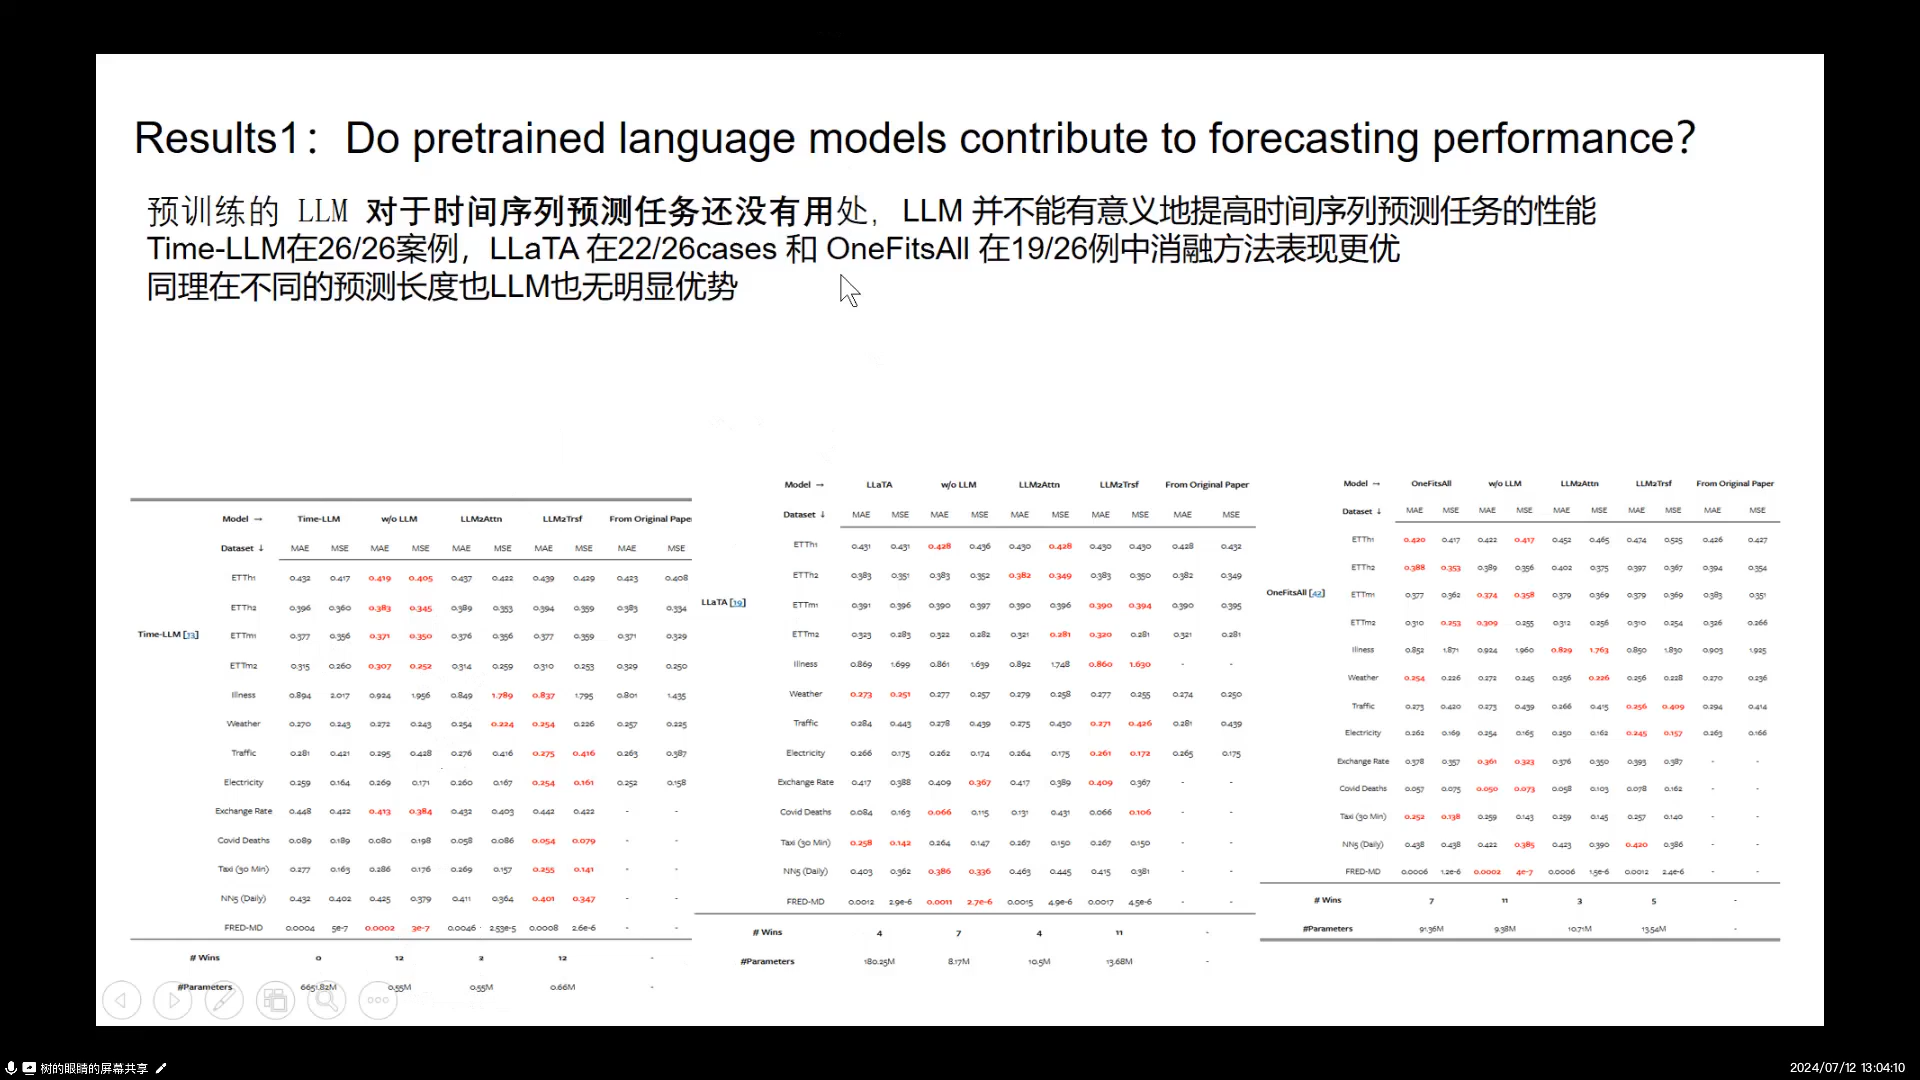 Results1：Do pretrained language models contribute to forecasting performance?
预训练的 LLM 对于时间序列预测任务还没有用处，LLM 并不能有意义地提高时间序列预测任务的性能
Time-LLM在26/26案例，LLaTA 在22/26cases 和 OneFitsAll 在19/26例中消融方法表现更优
同理在不同的预测长度也LLM也无明显优势
Model → Time-LLM w/o LLM LLM2Attn LLM2Trsf From Original Paper
Dataset ↓ MAE MSE MAE MSE MAE MSE MAE MSE MAE MSE
ETTh1 0.432 0.417 0.419 0.405 0.437 0.422 0.439 0.429 0.423 0.408
ETTh2 0.396 0.360 0.383 0.345 0.389 0.353 0.394 0.359 0.383 0.334
Time-LLM [13]
ETTm1 0.377 0.356 0.371 0.350 0.376 0.356 0.377 0.359 0.371 0.329
ETTm2 0.315 0.260 0.307 0.252 0.314 0.259 0.310 0.253 0.329 0.250
Illness 0.894 2.017 0.924 1.956 0.849 1.789 0.837 1.795 0.801 1.435
Weather 0.270 0.243 0.272 0.243 0.254 0.224 0.254 0.226 0.257 0.225
Traffic 0.281 0.421 0.295 0.428 0.276 0.416 0.275 0.416 0.263 0.387
Electricity 0.259 0.164 0.269 0.171 0.260 0.167 0.254 0.161 0.252 0.158
Exchange Rate 0.448 0.422 0.413 0.384 0.432 0.403 0.442 0.422 - -
Covid Deaths 0.089 0.189 0.080 0.198 0.058 0.086 0.054 0.079 - -
Taxi (30 Min) 0.277 0.163 0.286 0.176 0.269 0.157 0.255 0.141 - -
NN5 (Daily) 0.432 0.402 0.425 0.379 0.411 0.364 0.401 0.347 - -
FRED-MD 0.0004 5e-7 0.0002 3e-7 0.0046 2.53e-5 0.0008 2.6e-6 - -
# Wins 0 12 2 12 -
#Parameters 6651.82M 0.55M 0.55M 0.66M -
Model → LLaTA w/o LLM LLM2Attn LLM2Trsf From Original Paper
Dataset ↓ MAE MSE MAE MSE MAE MSE MAE MSE MAE MSE
ETTh1 0.431 0.431 0.428 0.436 0.430 0.428 0.430 0.430 0.428 0.432
ETTh2 0.383 0.351 0.383 0.352 0.382 0.349 0.383 0.350 0.382 0.349
LLaTA [19]
ETTm1 0.391 0.396 0.390 0.397 0.390 0.396 0.390 0.394 0.390 0.395
ETTm2 0.323 0.283 0.322 0.282 0.321 0.281 0.320 0.281 0.321 0.281
Illness 0.869 1.699 0.861 1.639 0.892 1.748 0.860 1.630 - -
Weather 0.273 0.251 0.277 0.257 0.279 0.258 0.277 0.255 0.274 0.250
Traffic 0.284 0.443 0.278 0.439 0.275 0.430 0.271 0.426 0.281 0.439
Electricity 0.266 0.175 0.262 0.174 0.264 0.175 0.261 0.172 0.265 0.175
Exchange Rate 0.417 0.388 0.409 0.367 0.417 0.389 0.409 0.367 - -
Covid Deaths 0.084 0.163 0.066 0.115 0.131 0.431 0.066 0.106 - -
Taxi (30 Min) 0.258 0.142 0.264 0.147 0.267 0.150 0.267 0.150 - -
NN5 (Daily) 0.403 0.362 0.386 0.336 0.463 0.445 0.415 0.381 - -
FRED-MD 0.0012 2.9e-6 0.0011 2.7e-6 0.0015 4.9e-6 0.0017 4.5e-6 - -
# Wins 4 7 4 11 -
#Parameters 180.25M 8.17M 10.5M 13.68M -
Model → OneFitsAll w/o LLM LLM2Attn LLM2Trsf From Original Paper
Dataset ↓ MAE MSE MAE MSE MAE MSE MAE MSE MAE MSE
ETTh1 0.420 0.417 0.422 0.417 0.452 0.465 0.474 0.525 0.426 0.427
ETTh2 0.388 0.353 0.389 0.356 0.402 0.375 0.397 0.367 0.394 0.354
OneFitsAll [42]
ETTm1 0.377 0.362 0.374 0.358 0.379 0.369 0.379 0.369 0.383 0.351
ETTm2 0.310 0.253 0.309 0.255 0.312 0.256 0.310 0.254 0.326 0.266
Illness 0.852 1.871 0.924 1.960 0.829 1.763 0.850 1.830 0.903 1.925
Weather 0.254 0.226 0.272 0.245 0.256 0.226 0.256 0.228 0.270 0.236
Traffic 0.273 0.420 0.273 0.439 0.266 0.415 0.256 0.409 0.294 0.414
Electricity 0.262 0.169 0.254 0.165 0.250 0.162 0.245 0.157 0.263 0.166
Exchange Rate 0.378 0.357 0.361 0.323 0.376 0.350 0.393 0.387 - -
Covid Deaths 0.057 0.075 0.050 0.073 0.058 0.103 0.078 0.162 - -
Taxi (30 Min) 0.252 0.138 0.259 0.143 0.259 0.145 0.257 0.140 - -
NN5 (Daily) 0.438 0.438 0.422 0.385 0.423 0.390 0.420 0.386 - -
FRED-MD 0.0006 1.2e-6 0.0002 4e-7 0.0006 1.5e-6 0.0012 2.4e-6 - -
# Wins 7 11 3 5 -
#Parameters 91.36M 9.38M 10.71M 13.54M -
树的眼睛的屏幕共享
2024/07/12 13:04:10